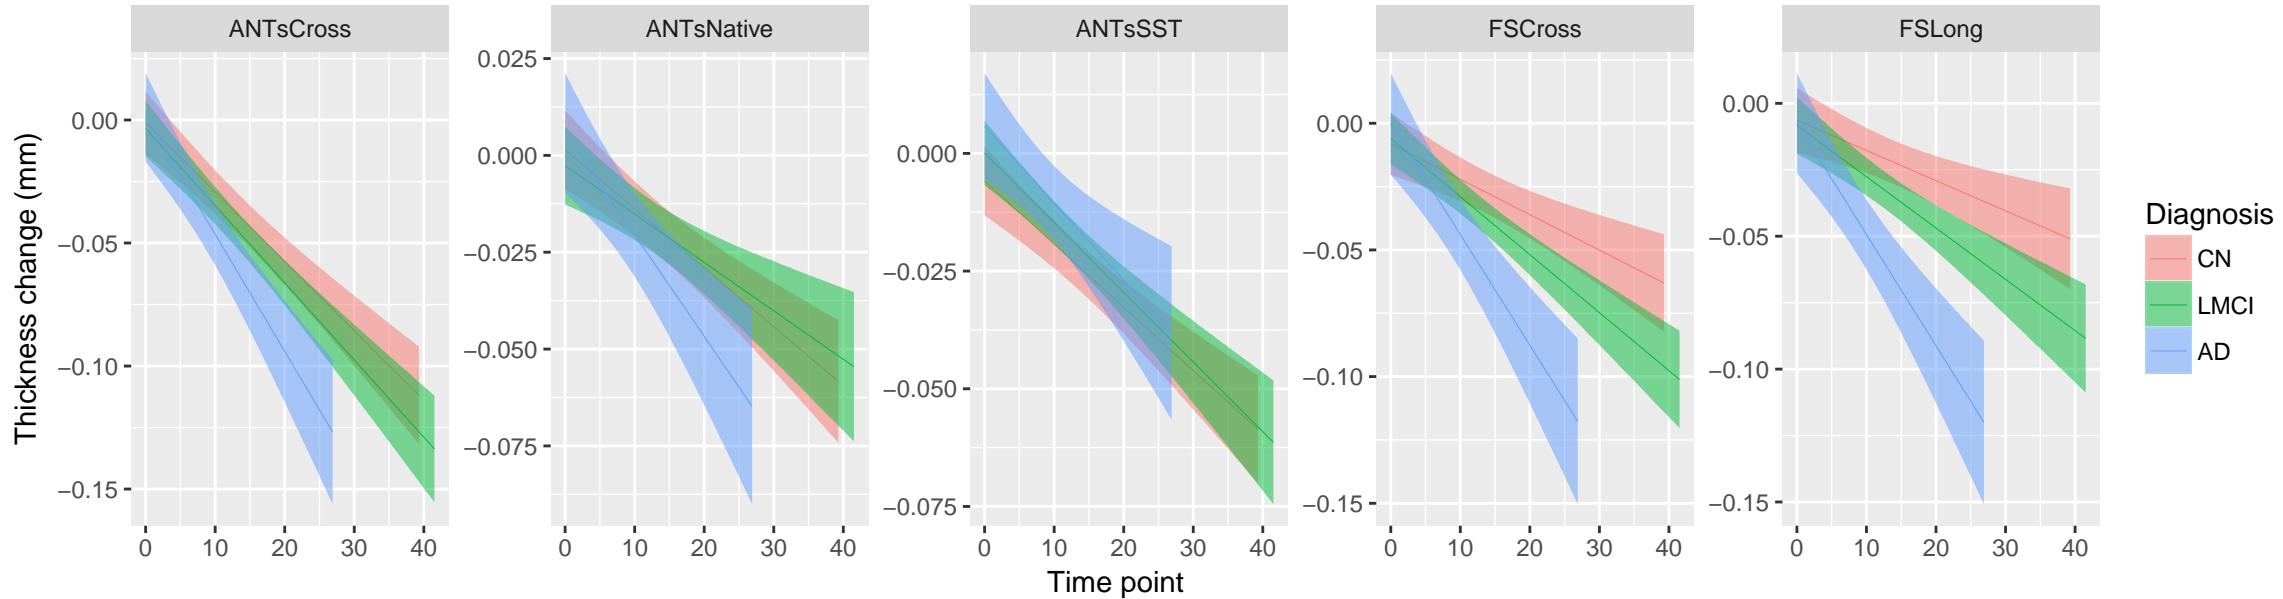 ANTsCross
ANTsNative
ANTsSST
FSCross
FSLong
Thickness change (mm)
0.00
−0.05
−0.10
−0.15
0 10 20 30 40
0.025
0.000
−0.025
−0.050
−0.075
0 10 20 30 40
0.000
−0.025
−0.050
−0.075
0 10 20 30 40
0.00
−0.05
−0.10
−0.15
0 10 20 30 40
0.00
−0.05
−0.10
−0.15
0 10 20 30 40
Time point
Diagnosis
CN
LMCI
AD